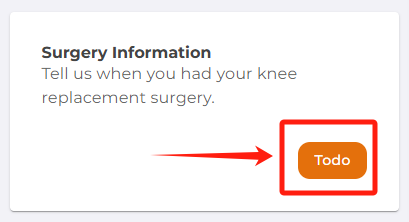 Surgery Information
Tell us when you had your knee
replacement surgery.
Todo